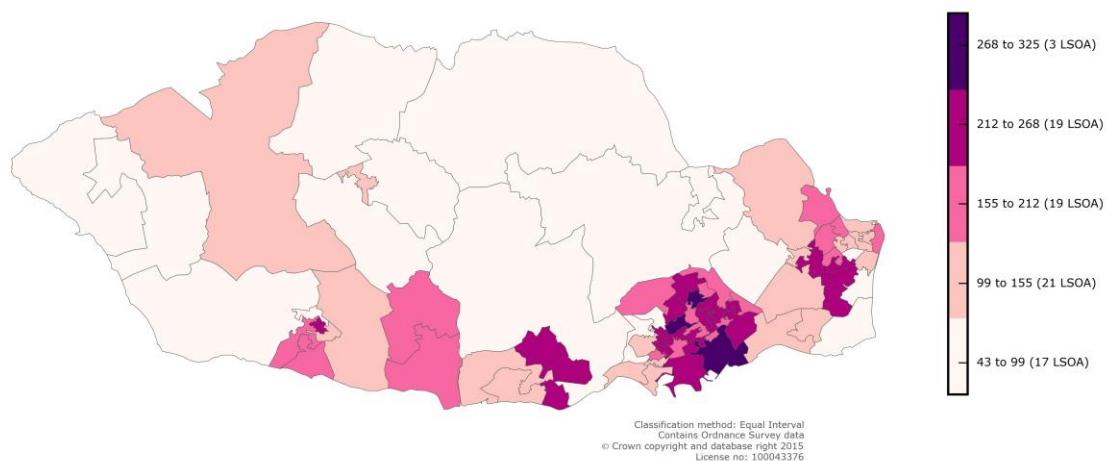 268 to 325 (3 LSOA)
212 to 268 (19 LSOA)
155 to 212 (19 LSOA)
99 to 155 (21 LSOA)
43 to 99 (17 LSOA)
Classification method: Equal Interval
Contains Ordnance Survey data
© Crown copyright and database right 2015
License no: 100043376